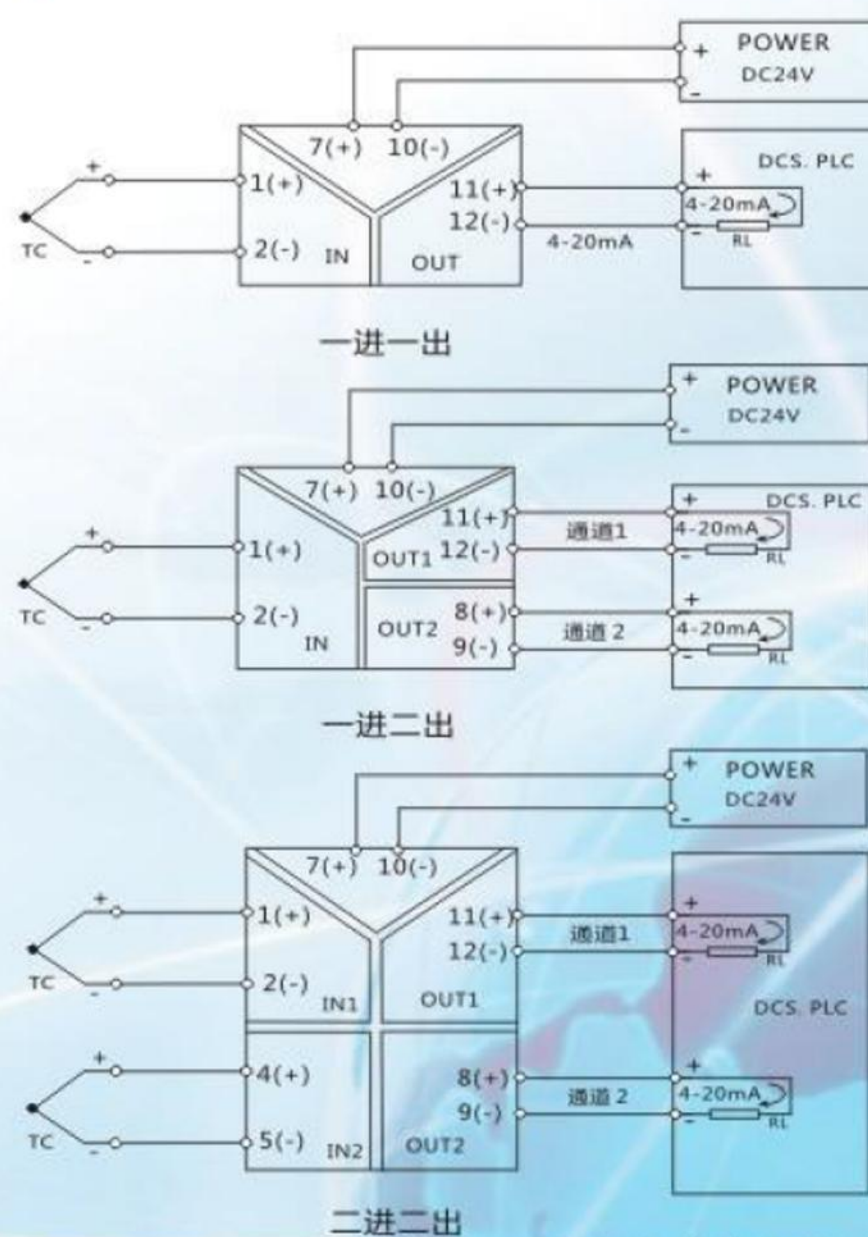 POWER
DC24V
+
-
7(+) 10(-)
DCS. PLC
+
1(+)
11(+)
+
4-20mA
12(-)
-
RL
4-20mA
TC
-
2(-)
IN
OUT
一进一出
+
POWER
DC24V
-
7(+) 10(-)
DCS. PLC
+
11(+)
通道1
4-20mA
+
1(+)
OUT1
12(-)
-
RL
TC
-
2(-)
IN
OUT2
8(+)
+
通道 2
4-20mA
9(-)
-
RL
一进二出
+
POWER
DC24V
-
7(+) 10(-)
+
1(+)
11(+)
+
通道1
4-20mA
12(-)
-
RL
TC
-
2(-)
IN1
OUT1
DCS. PLC
+
4(+)
8(+)
+
通道 2
4-20mA
9(-)
-
RL
TC
-
5(-)
IN2
OUT2
二进二出